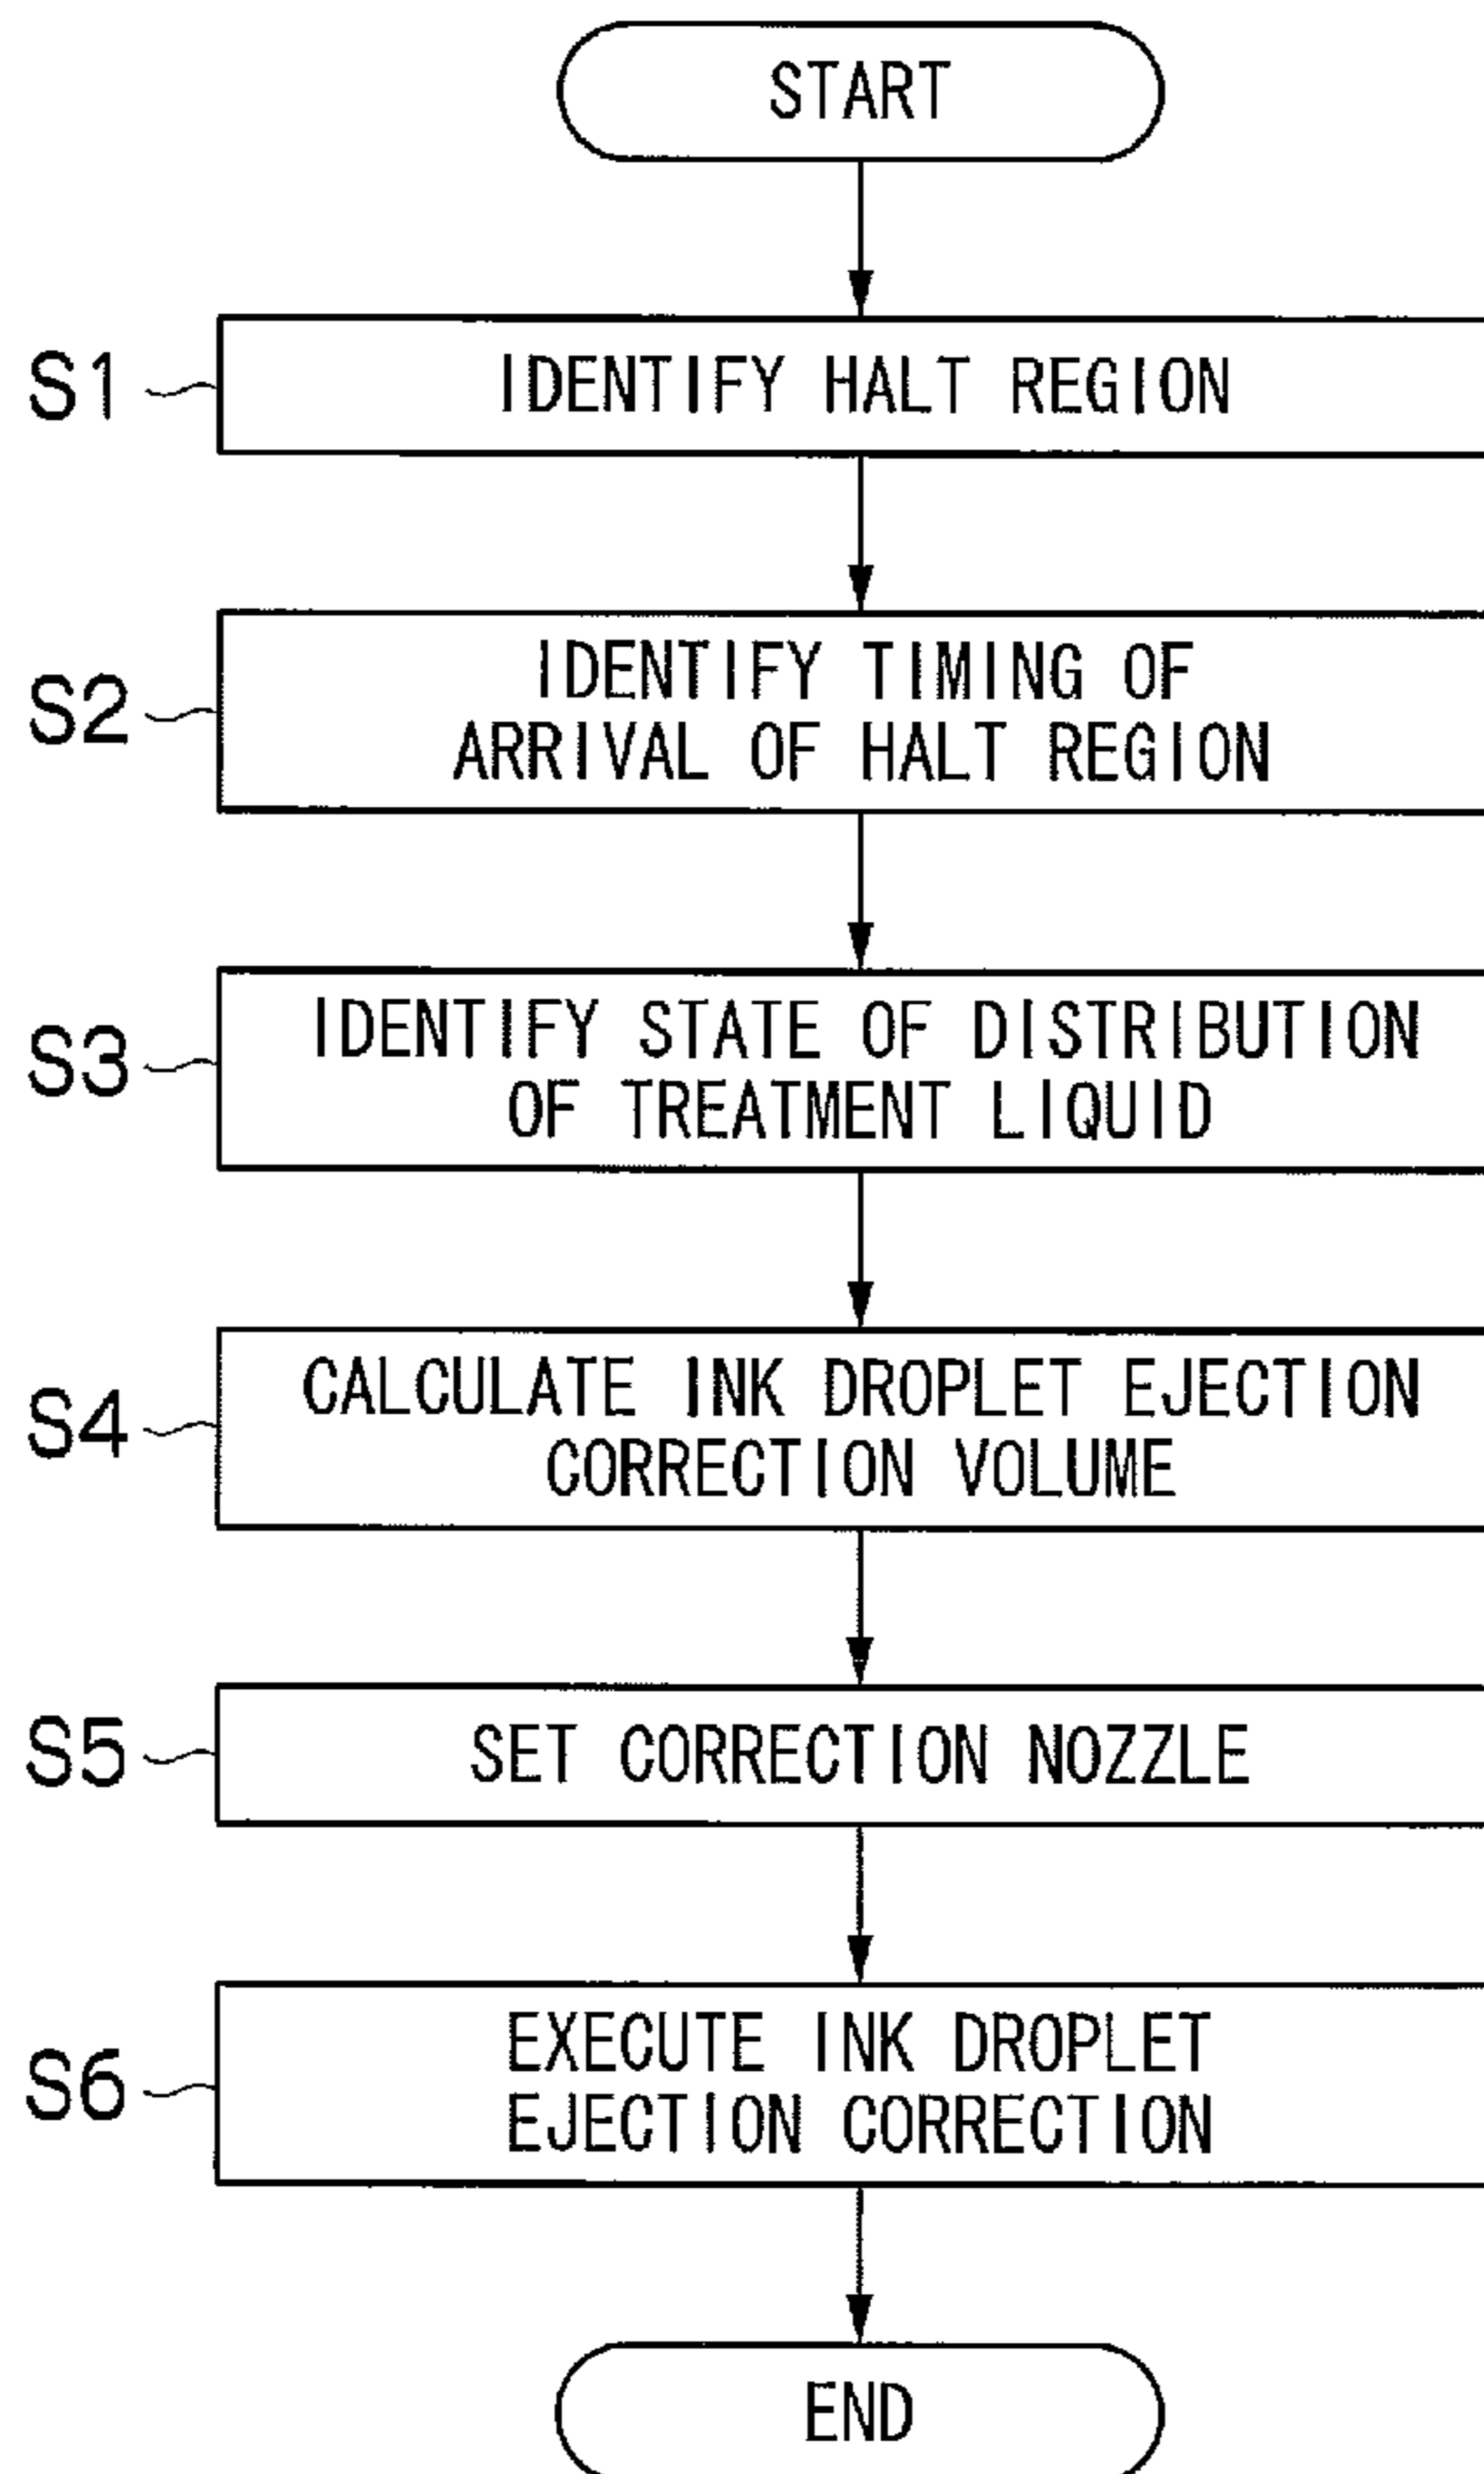 START
S1 IDENTIFY HALT REGION
S2 IDENTIFY TIMING OF
ARRIVAL OF HALT REGION
S3 IDENTIFY STATE OF DISTRIBUTION
OF TREATMENT LIQUID
S4 CALCULATE INK DROPLET EJECTION
CORRECTION VOLUME
S5 SET CORRECTION NOZZLE
S6 EXECUTE INK DROPLET
EJECTION CORRECTION
END